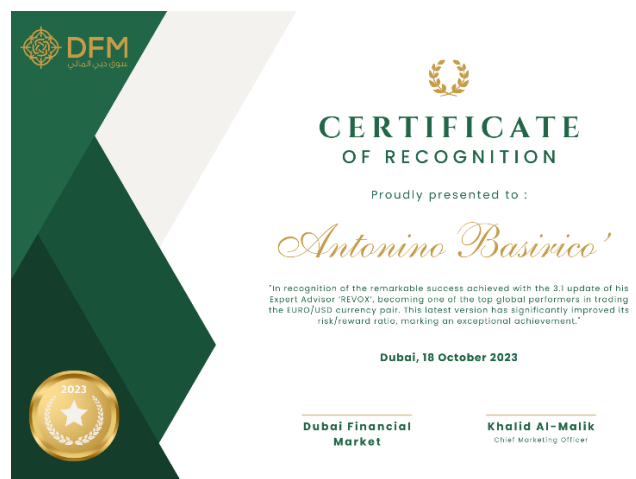 DFM
سوق دبي المالي
CERTIFICATE
OF RECOGNITION
Proudly presented to :
Antonino Basirico'
"In recognition of the remarkable success achieved with the 3.1 update of his
Expert Advisor 'REVOX', becoming one of the top global performers in trading
the EURO/USD currency pair. This latest version has significantly improved its
risk/reward ratio, marking an exceptional achievement."
Dubai, 18 October 2023
2023
Dubai Financial
Market
Khalid Al-Malik
Chief Marketing Officer